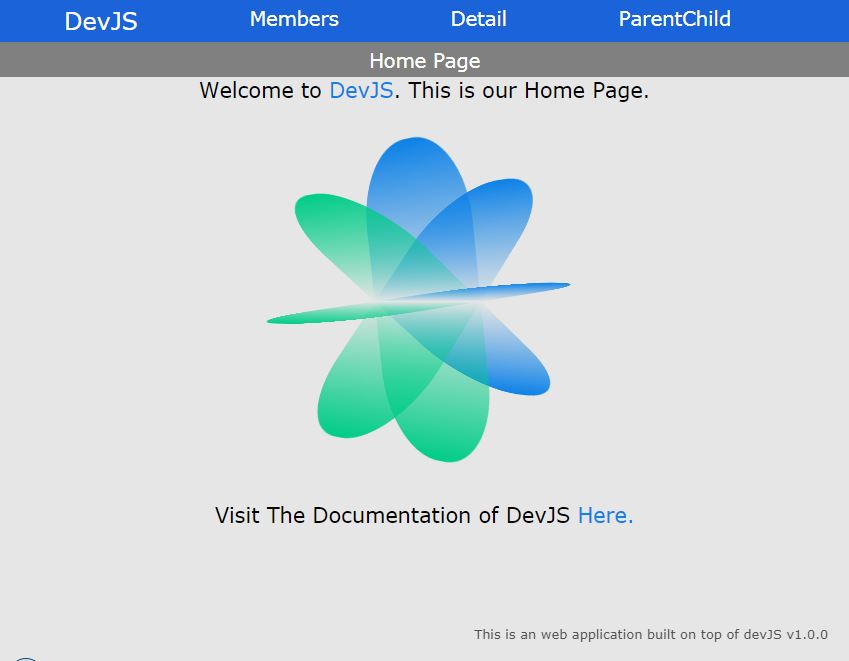 DevJS Members Detail ParentChild
Home Page
Welcome to DevJS. This is our Home Page.
Visit The Documentation of DevJS Here.
This is an web application built on top of devJS v1.0.0